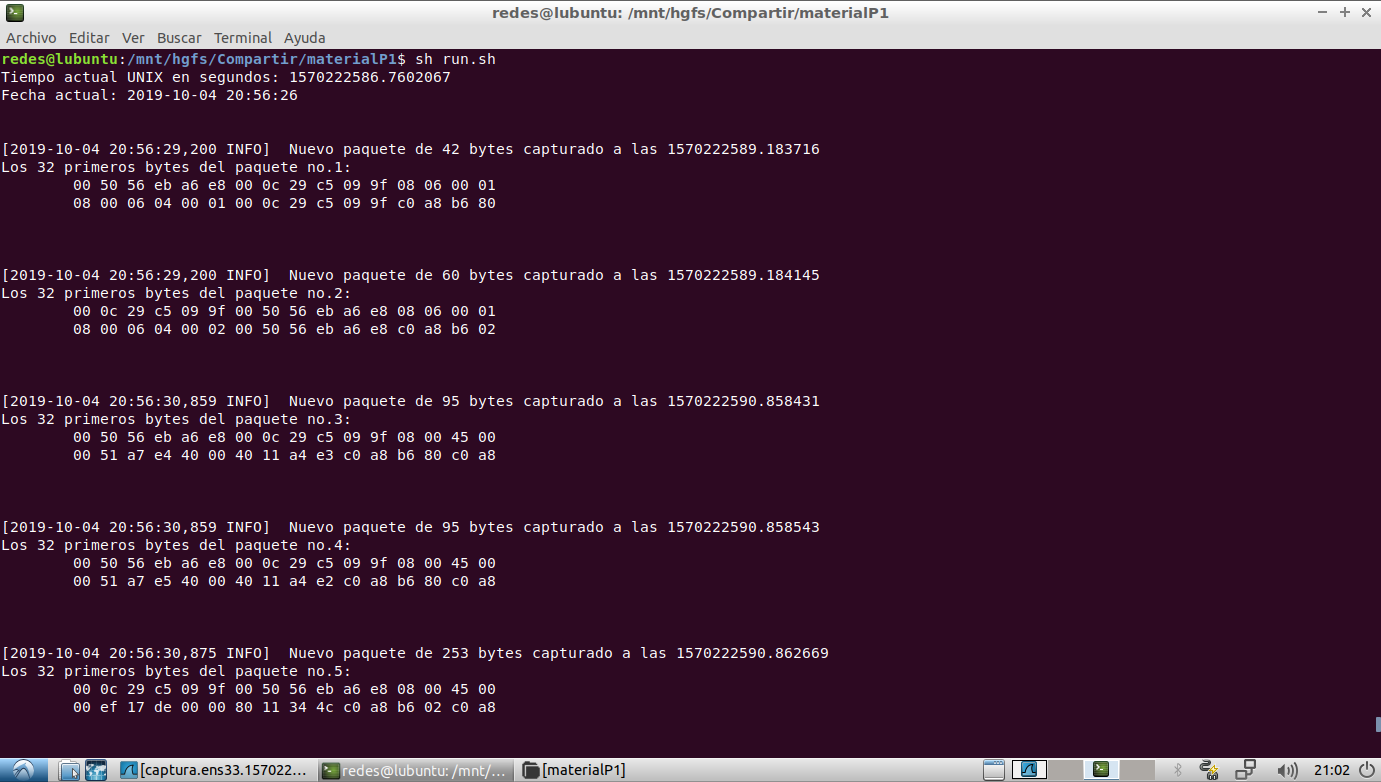 redes@lubuntu: /mnt/hgfs/Compartir/materialP1
Archivo Editar Ver Buscar Terminal Ayuda
redes@lubuntu:/mnt/hgfs/Compartir/materialP1$ sh run.sh
Tiempo actual UNIX en segundos: 1570222586.7602067
Fecha actual: 2019-10-04 20:56:26
[2019-10-04 20:56:29,200 INFO]  Nuevo paquete de 42 bytes capturado a las 1570222589.183716
Los 32 primeros bytes del paquete no.1:
00 50 56 eb a6 e8 00 0c 29 c5 09 9f 08 06 00 01
08 00 06 04 00 01 00 0c 29 c5 09 9f c0 a8 b6 80
[2019-10-04 20:56:29,200 INFO]  Nuevo paquete de 60 bytes capturado a las 1570222589.184145
Los 32 primeros bytes del paquete no.2:
00 0c 29 c5 09 9f 00 50 56 eb a6 e8 08 06 00 01
08 00 06 04 00 02 00 50 56 eb a6 e8 c0 a8 b6 02
[2019-10-04 20:56:30,859 INFO]  Nuevo paquete de 95 bytes capturado a las 1570222590.858431
Los 32 primeros bytes del paquete no.3:
00 50 56 eb a6 e8 00 0c 29 c5 09 9f 08 00 45 00
00 51 a7 e4 40 00 40 11 a4 e3 c0 a8 b6 80 c0 a8
[2019-10-04 20:56:30,859 INFO]  Nuevo paquete de 95 bytes capturado a las 1570222590.858543
Los 32 primeros bytes del paquete no.4:
00 50 56 eb a6 e8 00 0c 29 c5 09 9f 08 00 45 00
00 51 a7 e5 40 00 40 11 a4 e2 c0 a8 b6 80 c0 a8
[2019-10-04 20:56:30,875 INFO]  Nuevo paquete de 253 bytes capturado a las 1570222590.862669
Los 32 primeros bytes del paquete no.5:
00 0c 29 c5 09 9f 00 50 56 eb a6 e8 08 00 45 00
00 ef 17 de 00 00 80 11 34 4c c0 a8 b6 02 c0 a8
[captura.ens33.157022... redes@lubuntu: /mnt/... [materialP1] 21:02